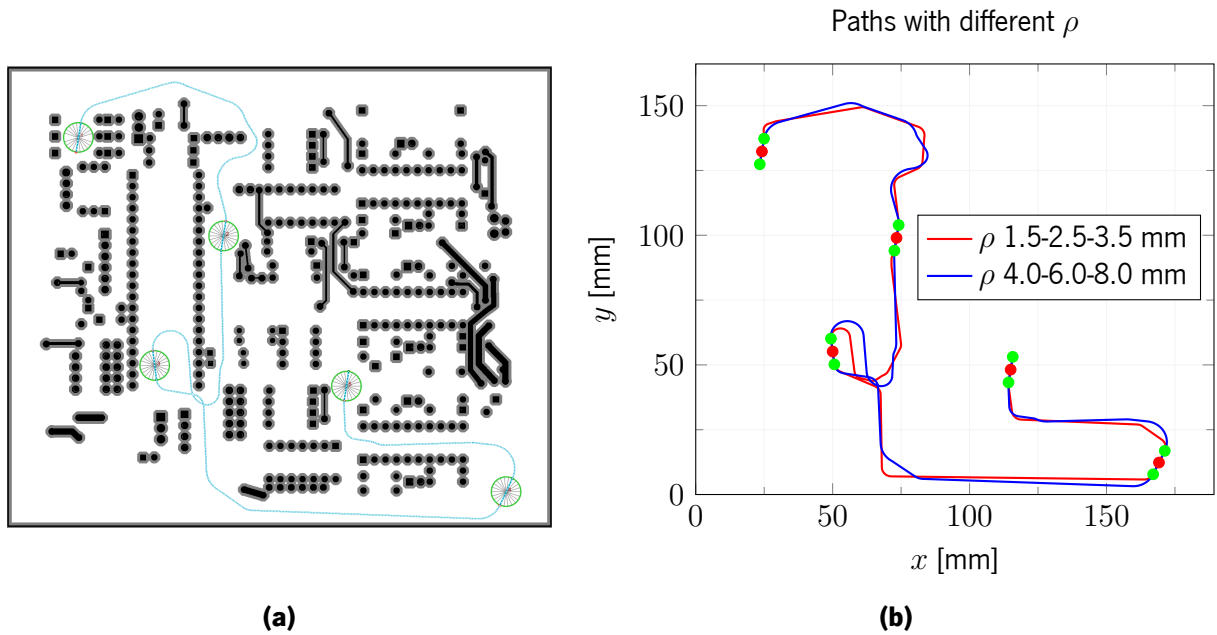 Paths with different ρ
150
100
50
0
0
50
100
150
y [mm]
x [mm]
ρ 1.5-2.5-3.5 mm
ρ 4.0-6.0-8.0 mm
(a)
(b)